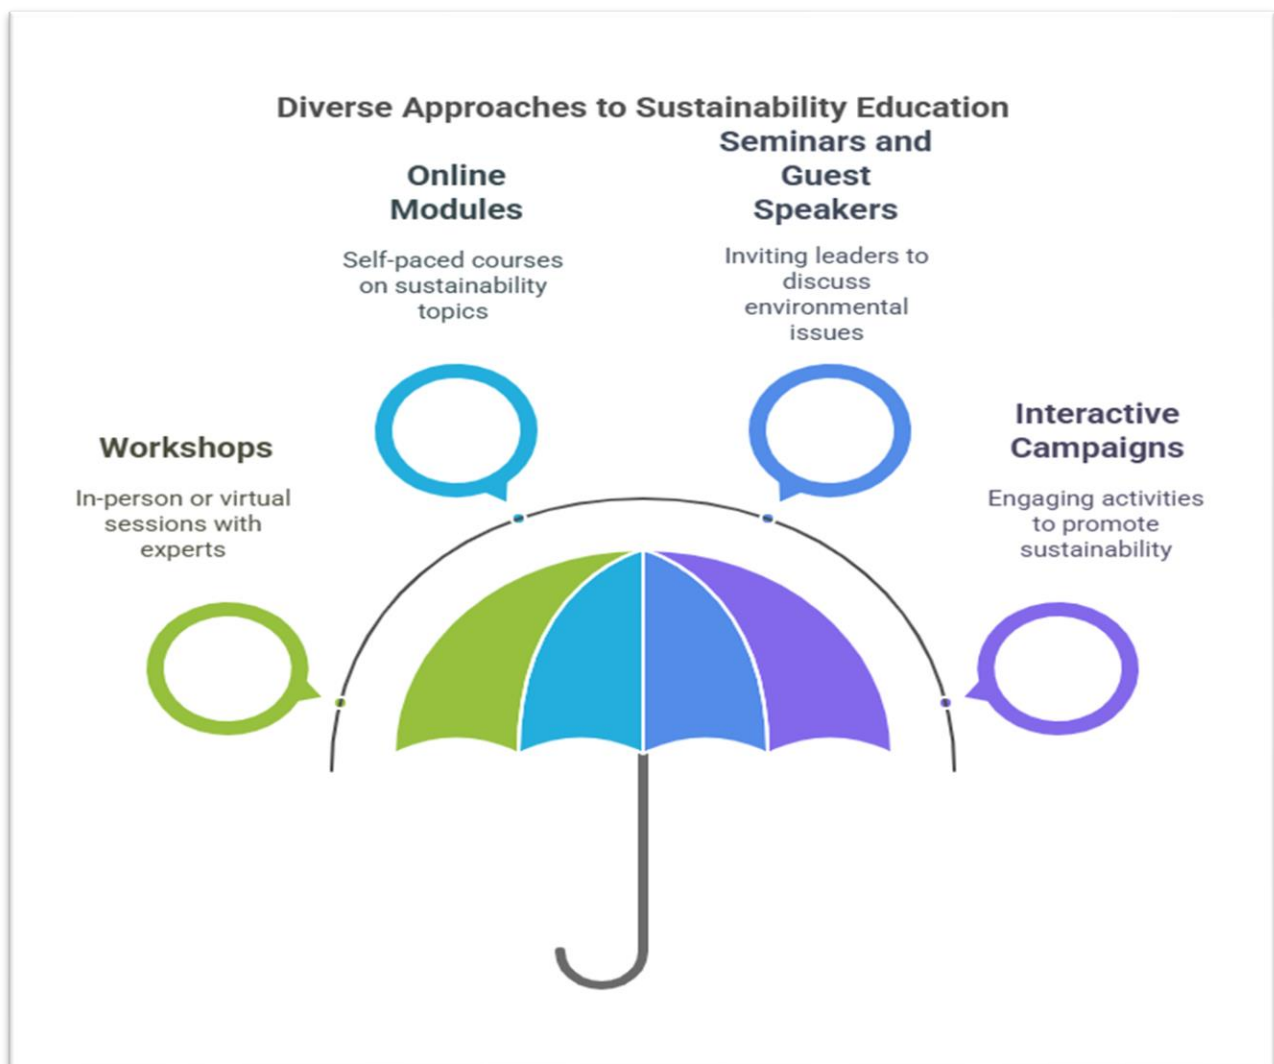 Diverse Approaches to Sustainability Education
Online
Modules
Self-paced courses
on sustainability
topics
Seminars and
Guest
Speakers
Inviting leaders to
discuss
environmental
issues
Workshops
In-person or virtual
sessions with
experts
Interactive
Campaigns
Engaging activities
to promote
sustainability